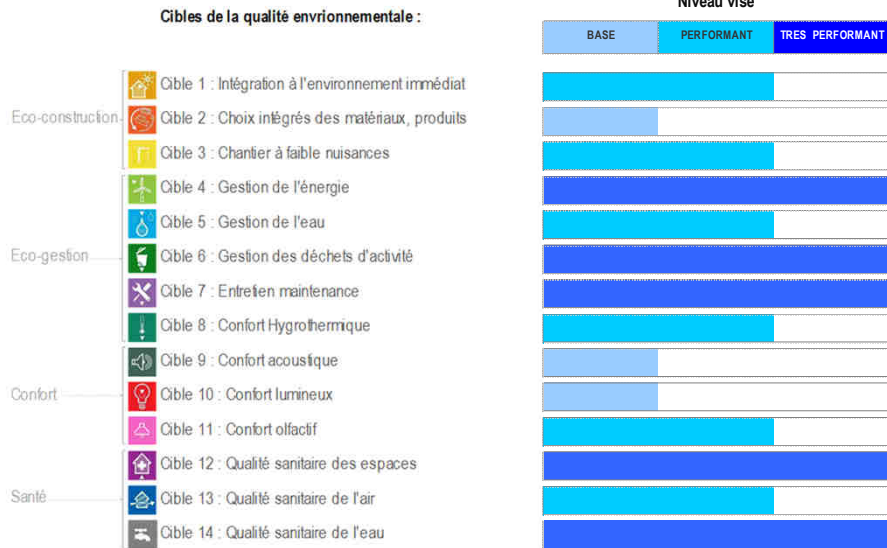 Cibles de la qualité envrionnementale :
Niveau visé
BASE PERFORMANT TRES PERFORMANT
Cible 1 : Intégration à l'environnement immédiat
Eco-construction Cible 2 : Choix intégrés des matériaux, produits
Cible 3 : Chantier à faible nuisances
Cible 4 : Gestion de l'énergie
Cible 5 : Gestion de l'eau
Eco-gestion Cible 6 : Gestion des déchets d'activité
Cible 7 : Entretien maintenance
Cible 8 : Confort Hygrothermique
Cible 9 : Confort acoustique
Confort Cible 10 : Confort lumineux
Cible 11 : Confort olfactif
Cible 12 : Qualité sanitaire des espaces
Santé Cible 13 : Qualité sanitaire de l'air
Cible 14 : Qualité sanitaire de l'eau